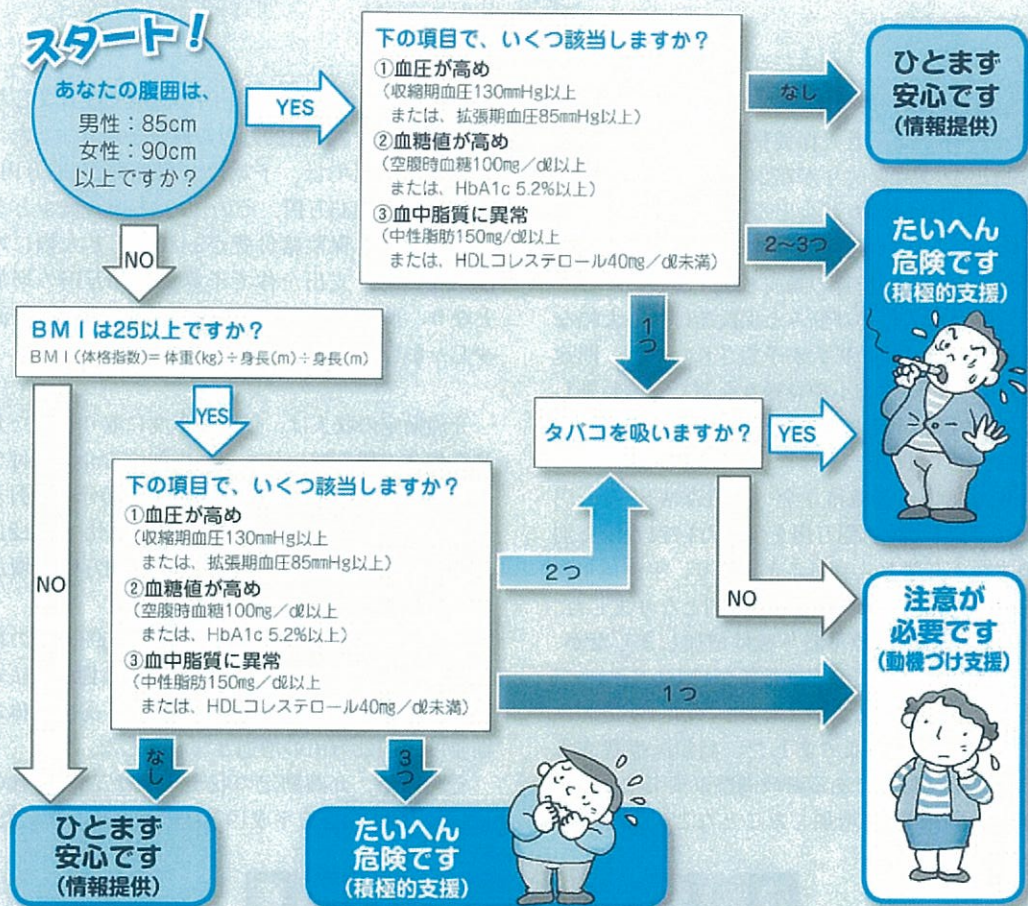 スタート!
あなたの腹囲は、
男性:85cm
女性:90cm
以上ですか?
YES
下の項目で、いくつ該当しますか?
①血圧が高め
(収縮期血圧130mmHg以上
または、拡張期血圧85mmHg以上)
②血糖値が高め
(空腹時血糖100mg/dℓ以上
または、HbA1c 5.2%以上)
③血中脂質に異常
(中性脂肪150mg/dℓ以上
または、HDLコレステロール40mg/dℓ未満)
なし
ひとまず
安心です
(情報提供)
2~3つ
たいへん
危険です
(積極的支援)
1つ
NO
BMIは25以上ですか?
BMI(体格指数)=体重(kg)÷身長(m)÷身長(m)
YES
タバコを吸いますか?
YES
下の項目で、いくつ該当しますか?
①血圧が高め
(収縮期血圧130mmHg以上
または、拡張期血圧85mmHg以上)
②血糖値が高め
(空腹時血糖100mg/dℓ以上
または、HbA1c 5.2%以上)
③血中脂質に異常
(中性脂肪150mg/dℓ以上
または、HDLコレステロール40mg/dℓ未満)
2つ
NO
NO
注意が
必要です
(動機づけ支援)
1つ
なし
3つ
ひとまず
安心です
(情報提供)
たいへん
危険です
(積極的支援)